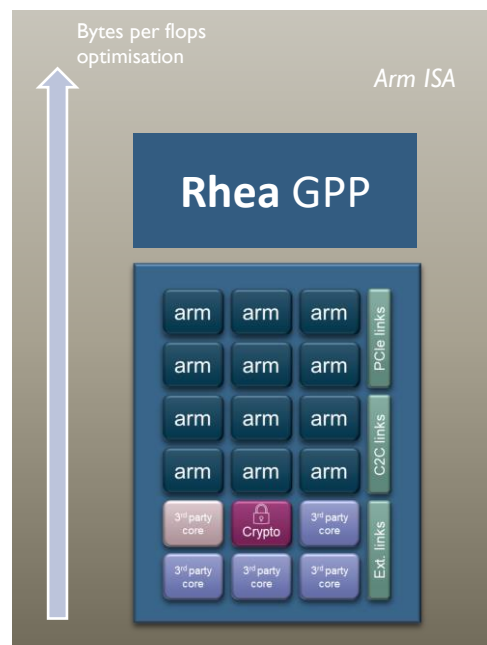 Bytes per flops
optimisation
Arm ISA
Rhea GPP
arm arm arm
PCIe links
arm arm arm
arm arm arm
C2C links
arm arm arm
3rd party
core
Crypto
3rd party
core
Ext. links
3rd party
core
3rd party
core
3rd party
core